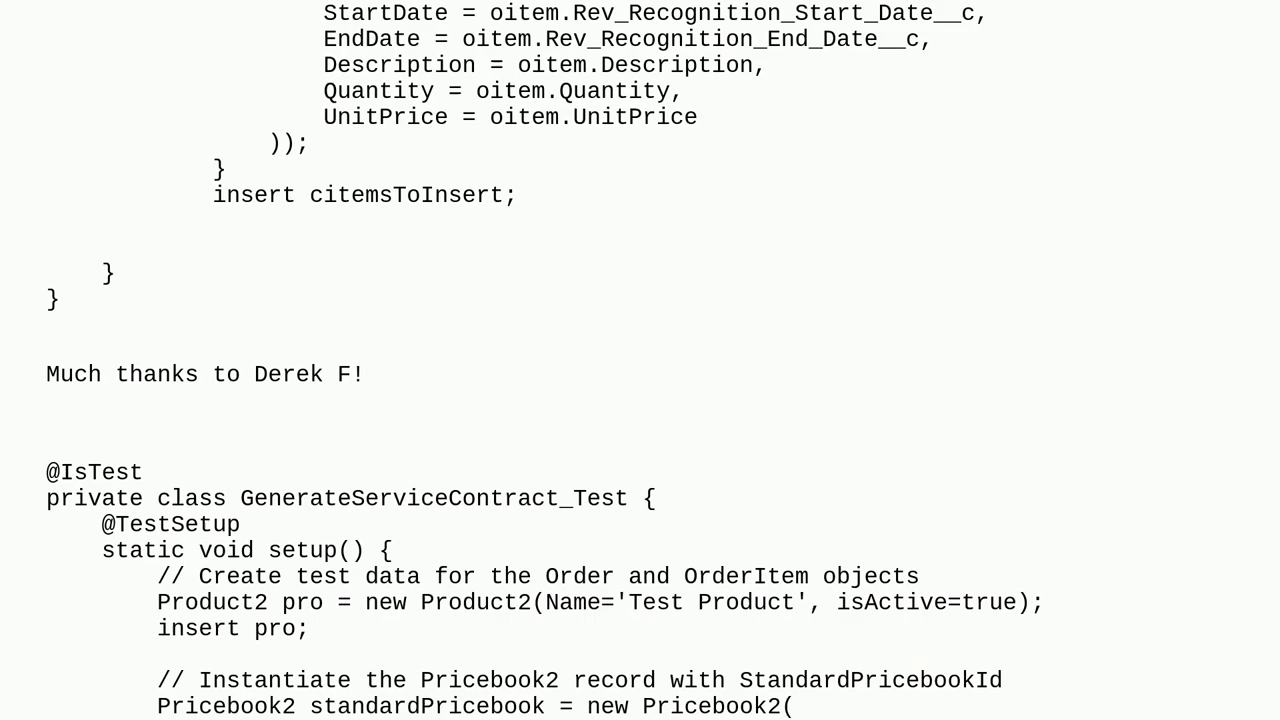 StartDate = oitem.Rev_Recognition_Start_Date__c,
EndDate = oitem.Rev_Recognition_End_Date__c,
Description = oitem.Description,
Quantity = oitem.Quantity,
UnitPrice = oitem.UnitPrice
));
}
insert citemsToInsert;
}
}
Much thanks to Derek F!
@IsTest
private class GenerateServiceContract_Test {
@TestSetup
static void setup() {
// Create test data for the Order and OrderItem objects
Product2 pro = new Product2(Name='Test Product', isActive=true);
insert pro;
// Instantiate the Pricebook2 record with StandardPricebookId
Pricebook2 standardPricebook = new Pricebook2(